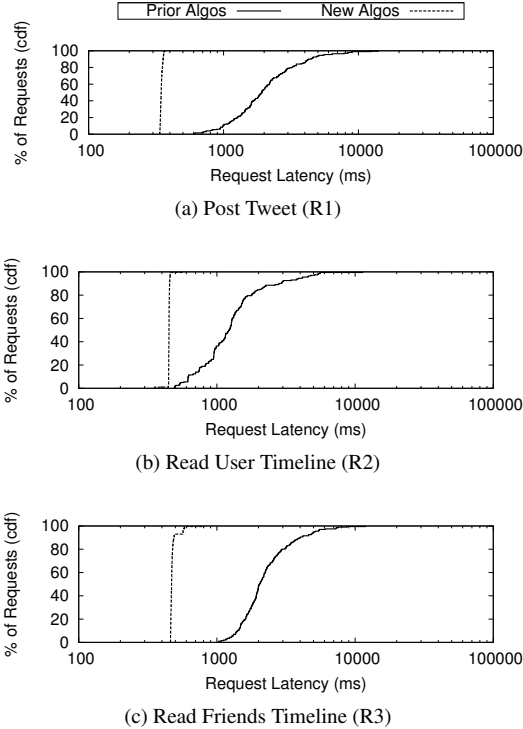 Prior Algos New Algos
% of Requests (cdf)
100
80
60
40
20
0
100 1000 10000 100000
Request Latency (ms)
(a) Post Tweet (R1)
% of Requests (cdf)
100
80
60
40
20
0
100 1000 10000 100000
Request Latency (ms)
(b) Read User Timeline (R2)
% of Requests (cdf)
100
80
60
40
20
0
100 1000 10000 100000
Request Latency (ms)
(c) Read Friends Timeline (R3)